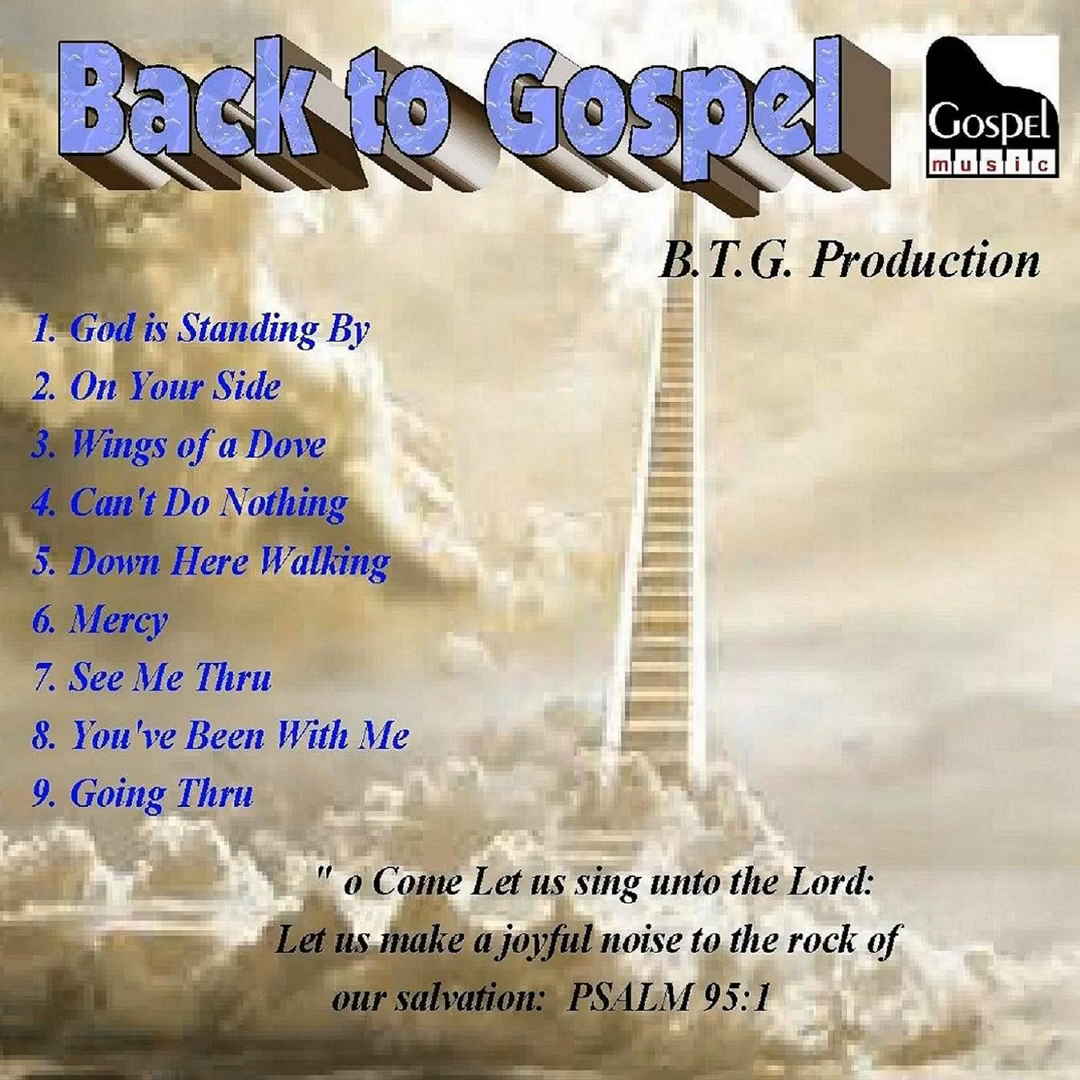 Back to Gospel
GOSPEL
music
B.T.G. Production
1. God is Standing By
2. On Your Side
3. Wings of a Dove
4. Can't Do Nothing
5. Down Here Walking
6. Mercy
7. See Me Thru
8. You've Been With Me
9. Going Thru
" o Come Let us sing unto the Lord:
Let us make a joyful noise to the rock of
our salvation: PSALM 95:1